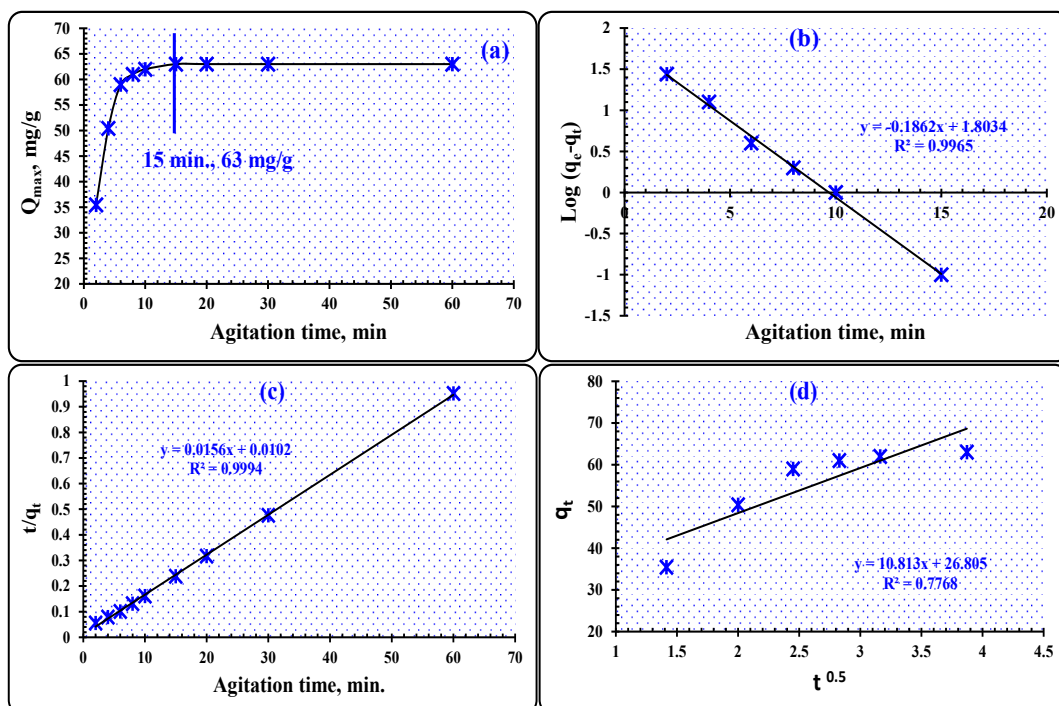 70
65
60
55
50
45
40
35
30
25
20
Q_max, mg/g
(a)
15 min., 63 mg/g
0 10 20 30 40 50 60 70
Agitation time, min
2
1.5
1
0.5
0
-0.5
-1
-1.5
Log (q_e-q_t)
(b)
y = -0.1862x + 1.8034
R² = 0.9965
0 5 10 15 20
Agitation time, min
1
0.9
0.8
0.7
0.6
0.5
0.4
0.3
0.2
0.1
0
t/q_t
(c)
y = 0.0156x + 0.0102
R² = 0.9994
0 10 20 30 40 50 60 70
Agitation time, min.
80
70
60
50
40
30
20
q_t
(d)
y = 10.813x + 26.805
R² = 0.7768
1 1.5 2 2.5 3 3.5 4 4.5
t^0.5